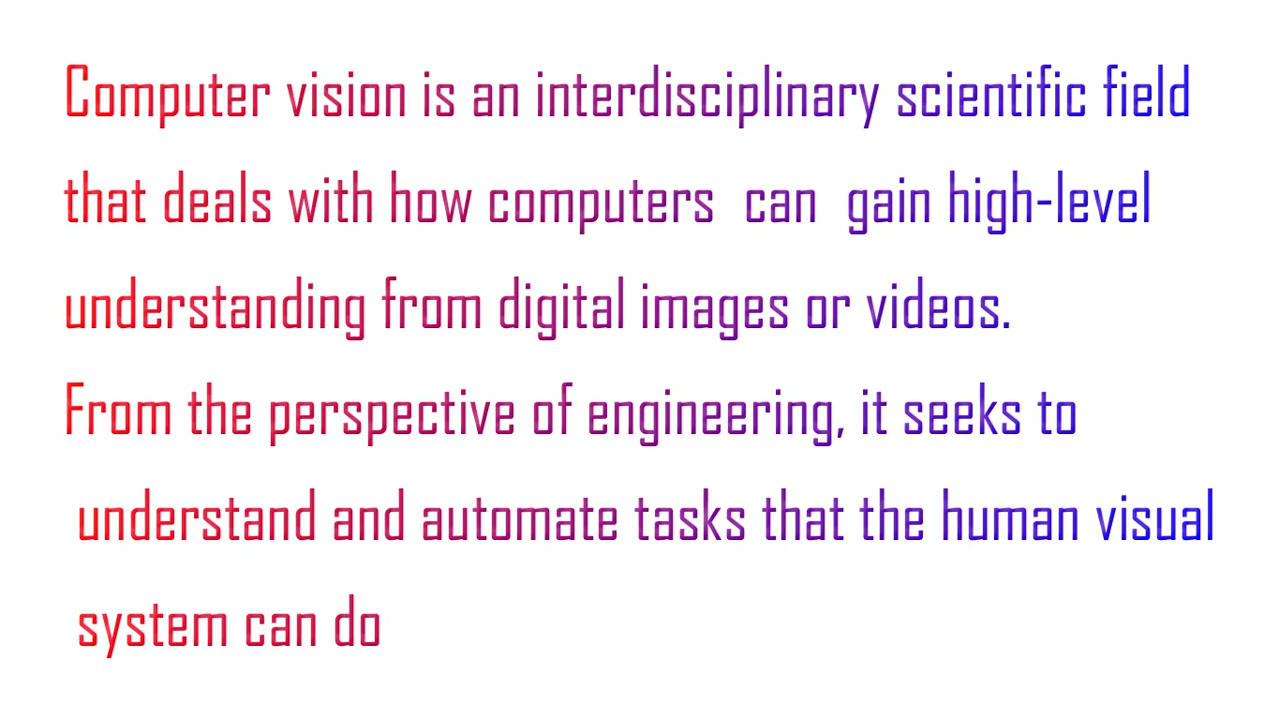 Computer vision is an interdisciplinary scientific field
that deals with how computers can gain high-level
understanding from digital images or videos.
From the perspective of engineering, it seeks to
understand and automate tasks that the human visual
system can do